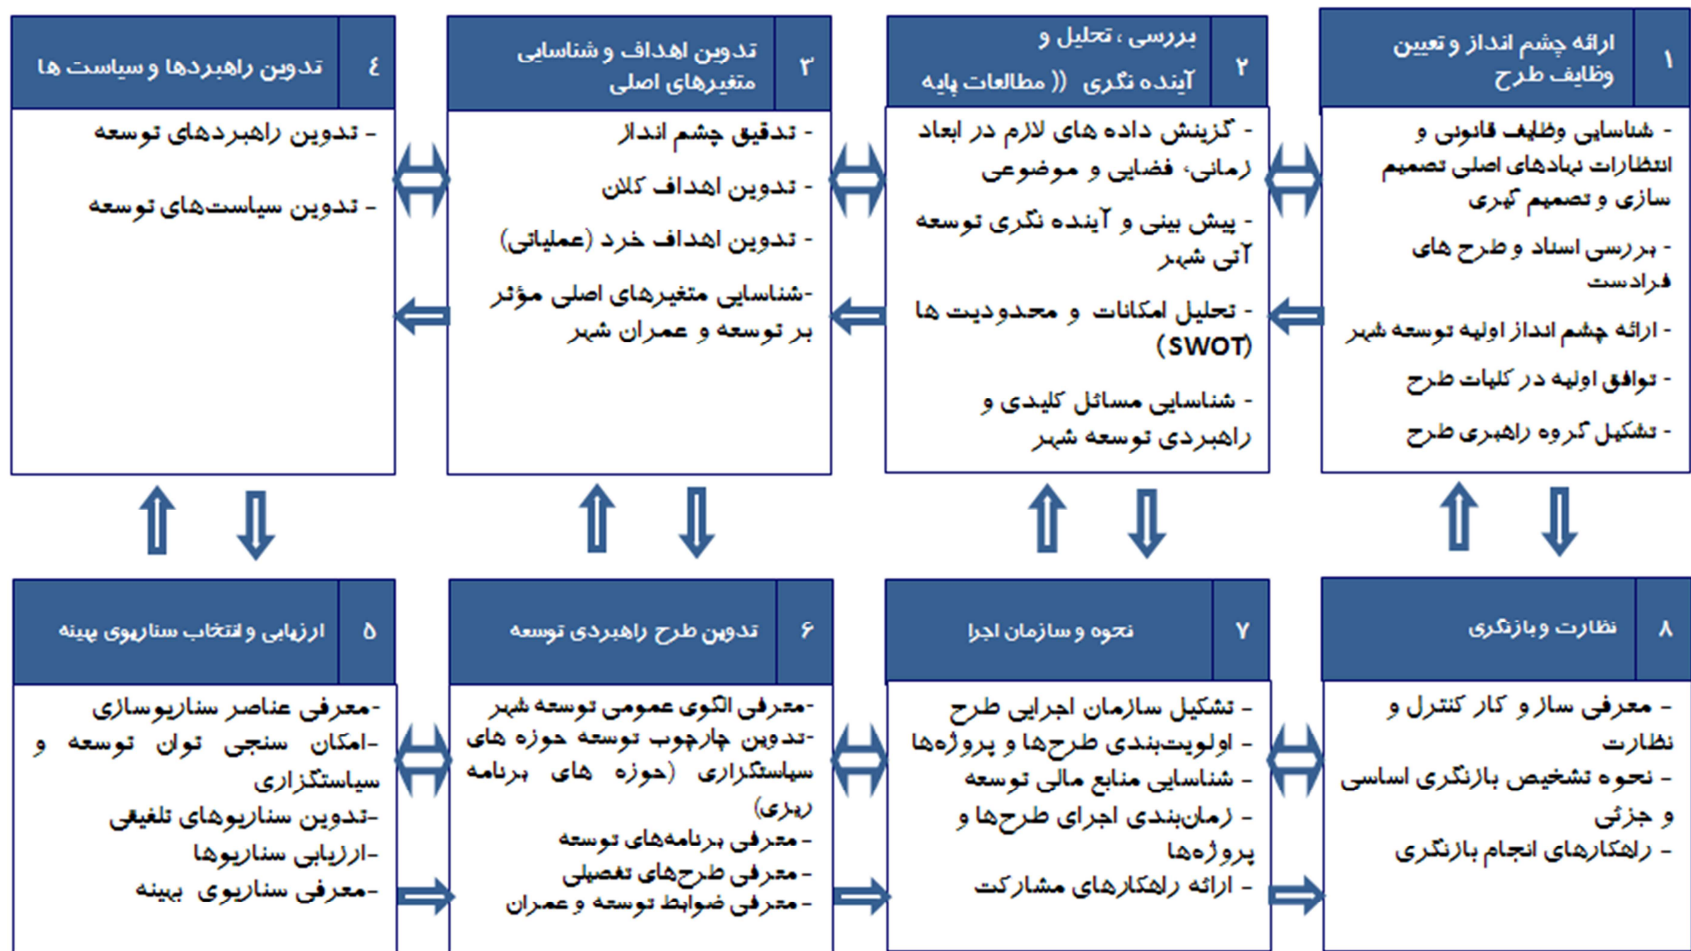 ۱
ارائه چشم انداز و تعیین
وظایف طرح
- شناسایی وظایف قانونی و
انتظارات نهادهای اصلی تصمیم
سازی و تصمیم گیری
- بررسی اسناد و طرح های
فرادست
- ارائه چشم انداز اولیه توسعه شهر
- توافق اولیه در کلیات طرح
- تشکیل گروه راهبری طرح
۲
بررسی ، تحلیل و
آینده نگری (( مطالعات پایه
- گزینش داده های لازم در ابعاد
زمانی، فضایی و موضوعی
- پیش بینی و آینده نگری توسعه
آتی شهر
- تحلیل امکانات و محدودیت ها
(SWOT)
- شناسایی مسائل کلیدی و
راهبردی توسعه شهر
۳
تدوین اهداف و شناسایی
متغیرهای اصلی
- تدقیق چشم انداز
- تدوین اهداف کلان
- تدوین اهداف خرد (عملیاتی)
-شناسایی متغیرهای اصلی مؤثر
بر توسعه و عمران شهر
٤
تدوین راهبردها و سیاست ها
- تدوین راهبردهای توسعه
- تدوین سیاست‌های توسعه
۵
ارزیابی و انتخاب سناریوی بهینه
-معرفی عناصر سناریوسازی
-امکان سنجی توان توسعه و
سیاستگزاری
-تدوین سناریوهای تلفیقی
-ارزیابی سناریوها
-معرفی سناریوی بهینه
۶
تدوین طرح راهبردی توسعه
-معرفی الگوی عمومی توسعه شهر
-تدوین چارچوب توسعه حوزه های
سیاستگزاری (حوزه های برنامه
ریزی)
- معرفی برنامه‌های توسعه
- معرفی طرح‌های تفصیلی
- معرفی ضوابط توسعه و عمران
۷
نحوه و سازمان اجرا
- تشکیل سازمان اجرایی طرح
- اولویت‌بندی طرح‌ها و پروژه‌ها
- شناسایی منابع مالی توسعه
- زمان‌بندی اجرای طرح‌ها و
پروژه‌ها
- ارائه راهکارهای مشارکت
۸
نظارت و بازنگری
- معرفی ساز و کار کنترل و
نظارت
- نحوه تشخیص بازنگری اساسی
و جزئی
- راهکارهای انجام بازنگری